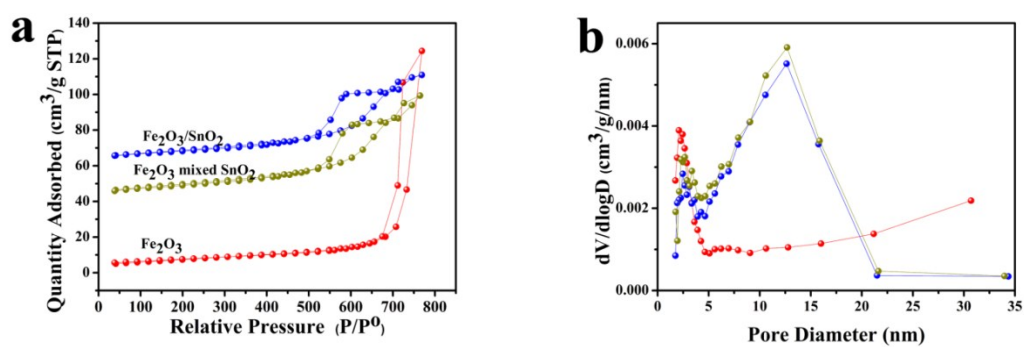 a
Quantity Adsorbed (cm³/g STP)
140
120
100
80
60
40
20
0
Fe₂O₃/SnO₂
Fe₂O₃ mixed SnO₂
Fe₂O₃
0 100 200 300 400 500 600 700 800
Relative Pressure (P/P⁰)
b
dV/dlogD (cm³/g/nm)
0.006
0.004
0.002
0.000
0 5 10 15 20 25 30 35
Pore Diameter (nm)